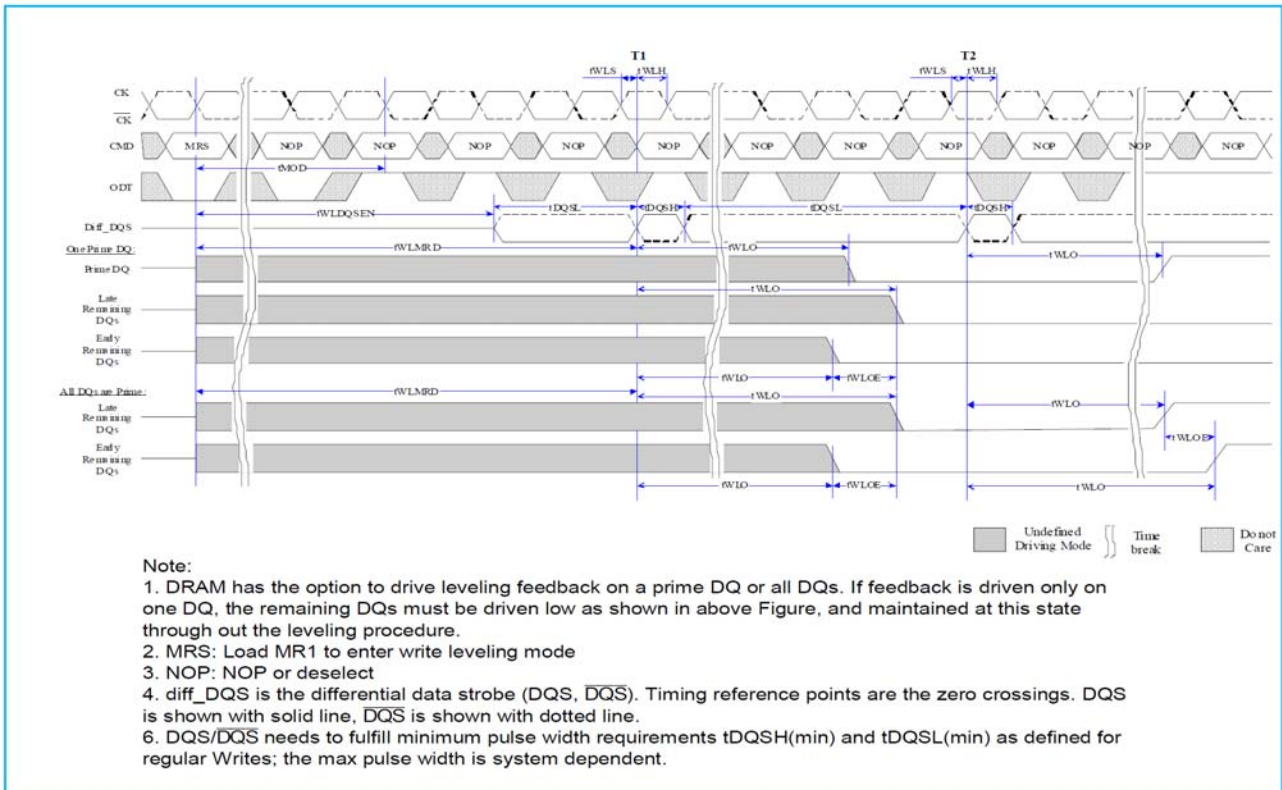 T1
T2
tWLS
tWLH
tWLS
tWLH
CK
CK
CMD
MRS
NOP
NOP
NOP
NOP
NOP
NOP
NOP
NOP
NOP
NOP
NOP
tMOD
ODT
tDQSL
tDQSH
tDQSL
tDQSH
tWLDQSEN
Diff_DQS
One Prime DQ:
tWLMRD
tWLO
tWLO
Prime DQ
tWLO
Late
Remaining
DQs
Early
Remaining
DQs
tWLO
tWLOE
All DQs are Prime:
tWLMRD
tWLO
tWLO
Late
Remaining
DQs
tWLOE
Early
Remaining
DQs
tWLO
tWLOE
tWLO
Undefined
Driving Mode
Time
break
Do not
Care
Note:
1. DRAM has the option to drive leveling feedback on a prime DQ or all DQs. If feedback is driven only on
one DQ, the remaining DQs must be driven low as shown in above Figure, and maintained at this state
through out the leveling procedure.
2. MRS: Load MR1 to enter write leveling mode
3. NOP: NOP or deselect
4. diff_DQS is the differential data strobe (DQS, D̅Q̅S̅). Timing reference points are the zero crossings. DQS
is shown with solid line, D̅Q̅S̅ is shown with dotted line.
6. DQS/D̅Q̅S̅ needs to fulfill minimum pulse width requirements tDQSH(min) and tDQSL(min) as defined for
regular Writes; the max pulse width is system dependent.